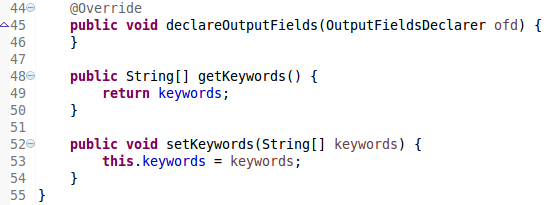 44 @Override
45 public void declareOutputFields(OutputFieldsDeclarer ofd) {
46 }
47
48 public String[] getKeywords() {
49 return keywords;
50 }
51
52 public void setKeywords(String[] keywords) {
53 this.keywords = keywords;
54 }
55 }